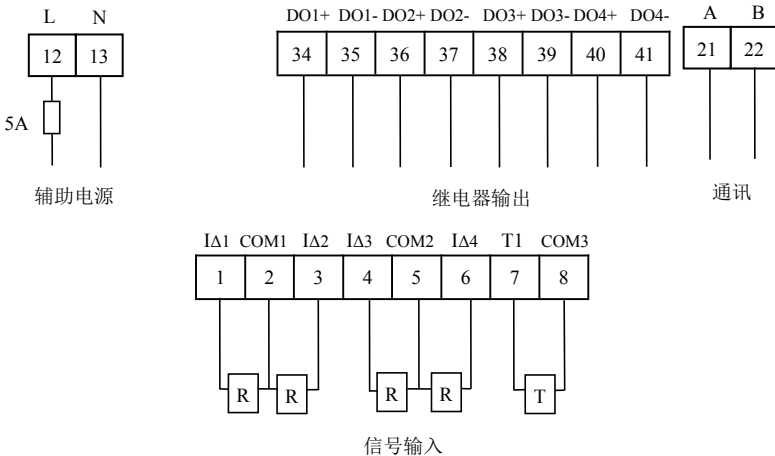 L N
12 13
5A
辅助电源
DO1+ DO1- DO2+ DO2- DO3+ DO3- DO4+ DO4-
34 35 36 37 38 39 40 41
继电器输出
A B
21 22
通讯
IΔ1 COM1 IΔ2 IΔ3 COM2 IΔ4 T1 COM3
1 2 3 4 5 6 7 8
R R R R T
信号输入